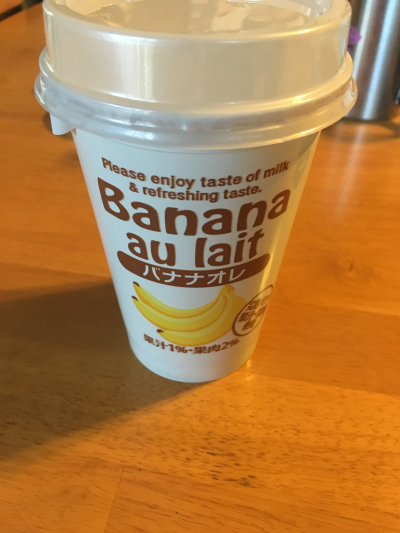 Please enjoy taste of milk
& refreshing taste.
Banana
au lait
バナナオレ
果汁1%・果肉2%